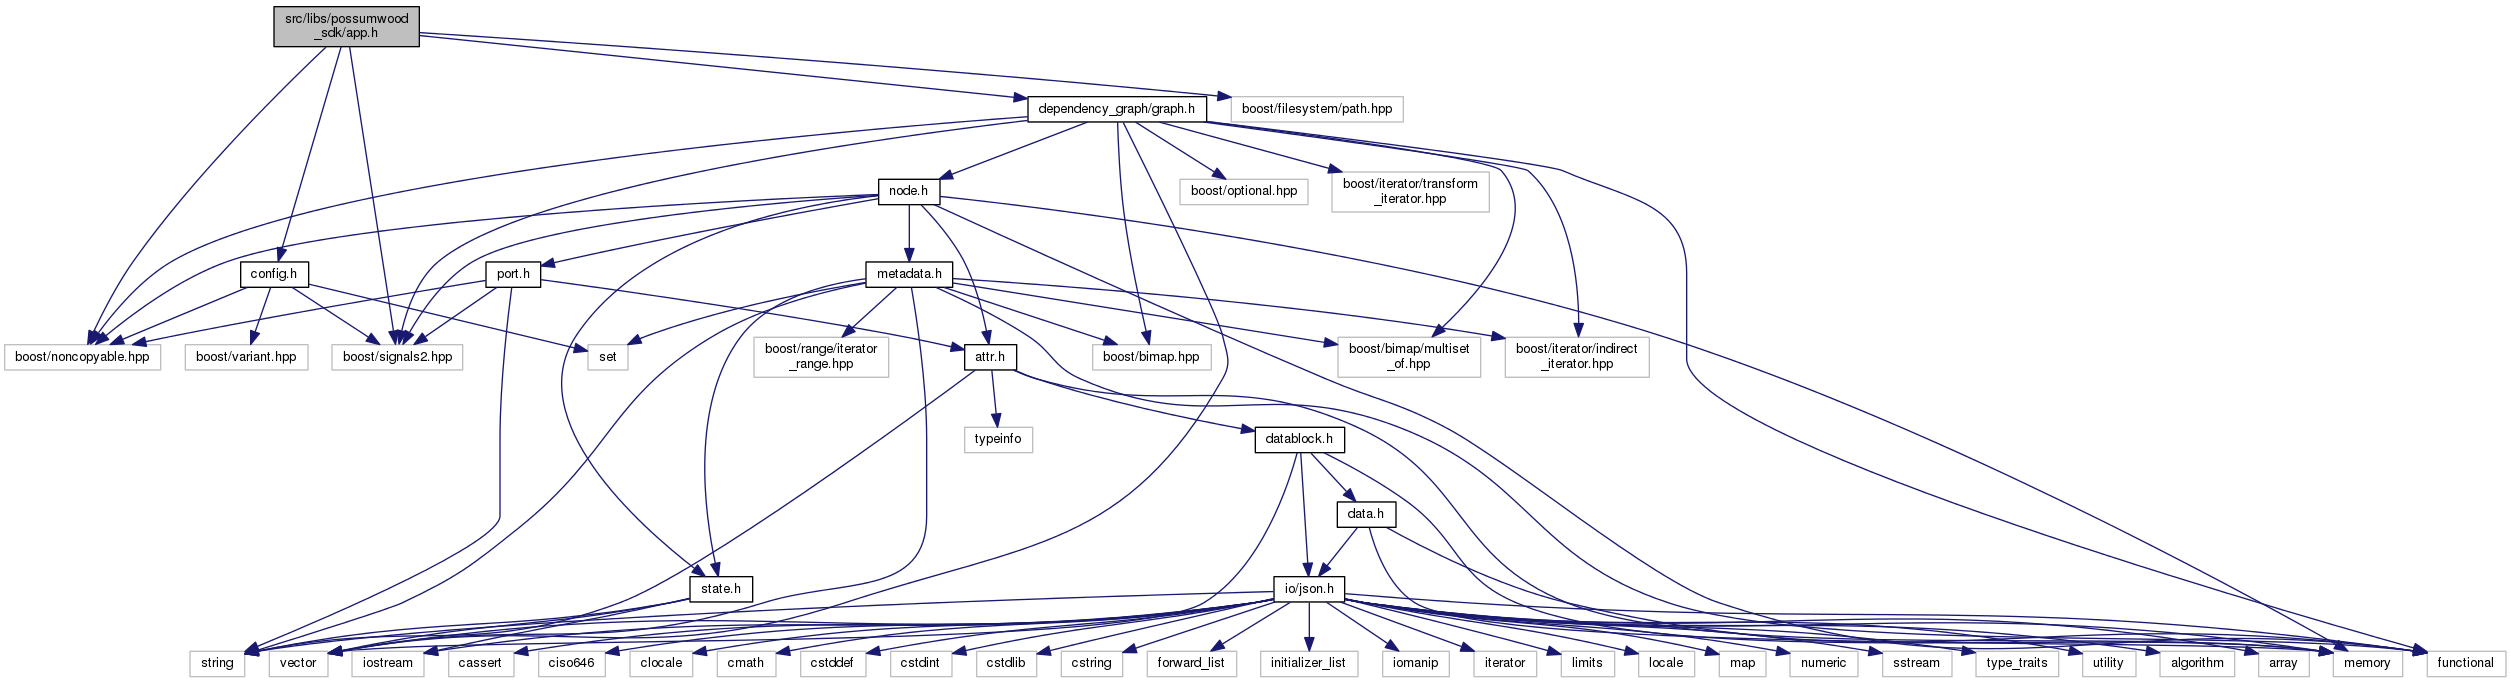 src/libs/possumwood
_sdk/app.h
dependency_graph/graph.h
boost/filesystem/path.hpp
node.h
boost/optional.hpp
boost/iterator/transform
_iterator.hpp
config.h
port.h
metadata.h
boost/noncopyable.hpp
boost/variant.hpp
boost/signals2.hpp
set
boost/range/iterator
_range.hpp
attr.h
boost/bimap.hpp
boost/bimap/multiset
_of.hpp
boost/iterator/indirect
_iterator.hpp
typeinfo
datablock.h
data.h
state.h
io/json.h
string
vector
iostream
cassert
ciso646
clocale
cmath
cstddef
cstdint
cstdlib
cstring
forward_list
initializer_list
iomanip
iterator
limits
locale
map
numeric
sstream
type_traits
utility
algorithm
array
memory
functional